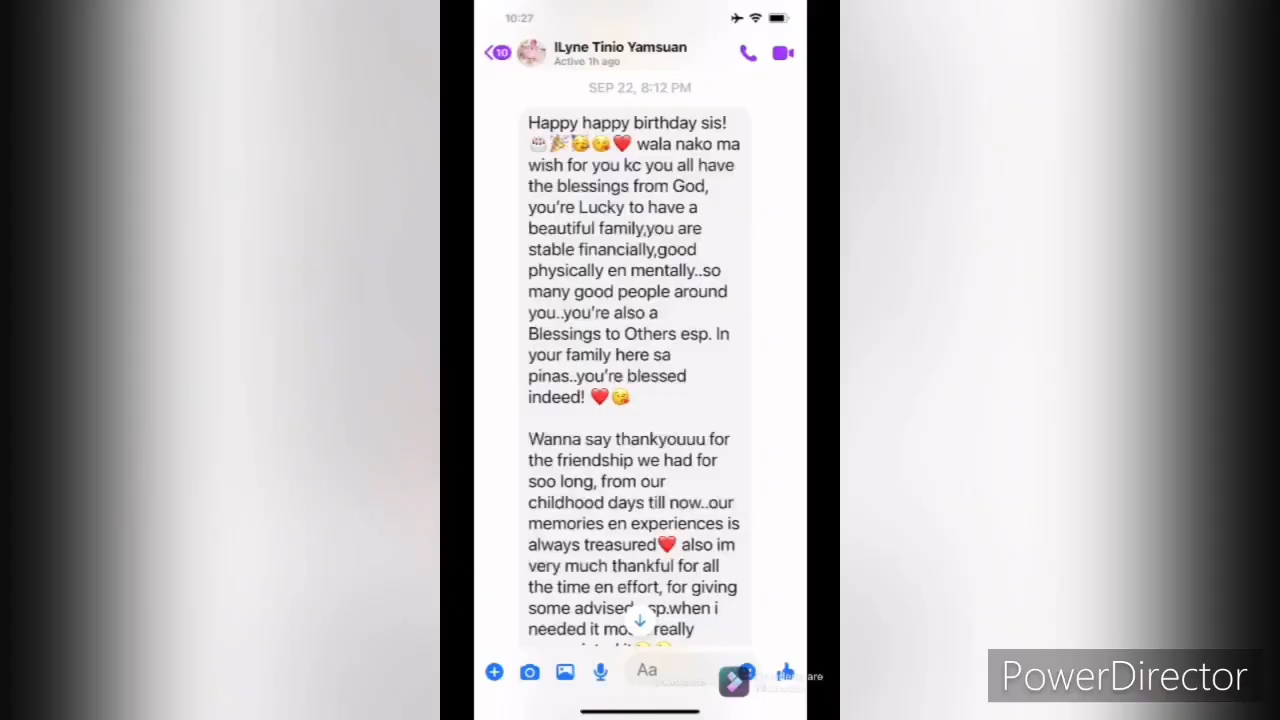 10:27
10
ILyne Tinio Yamsuan
Active 1h ago
SEP 22, 8:12 PM
Happy happy birthday sis!
🎂🎉🥳😘❤️ wala nako ma
wish for you kc you all have
the blessings from God,
you're Lucky to have a
beautiful family,you are
stable financially,good
physically en mentally..so
many good people around
you..you're also a
Blessings to Others esp. In
your family here sa
pinas..you're blessed
indeed! ❤️😘
Wanna say thankyouuu for
the friendship we had for
soo long, from our
childhood days till now..our
memories en experiences is
always treasured❤️ also im
very much thankful for all
the time en effort, for giving
some advised sp.when i
needed it mo really
Aa
PowerDirector